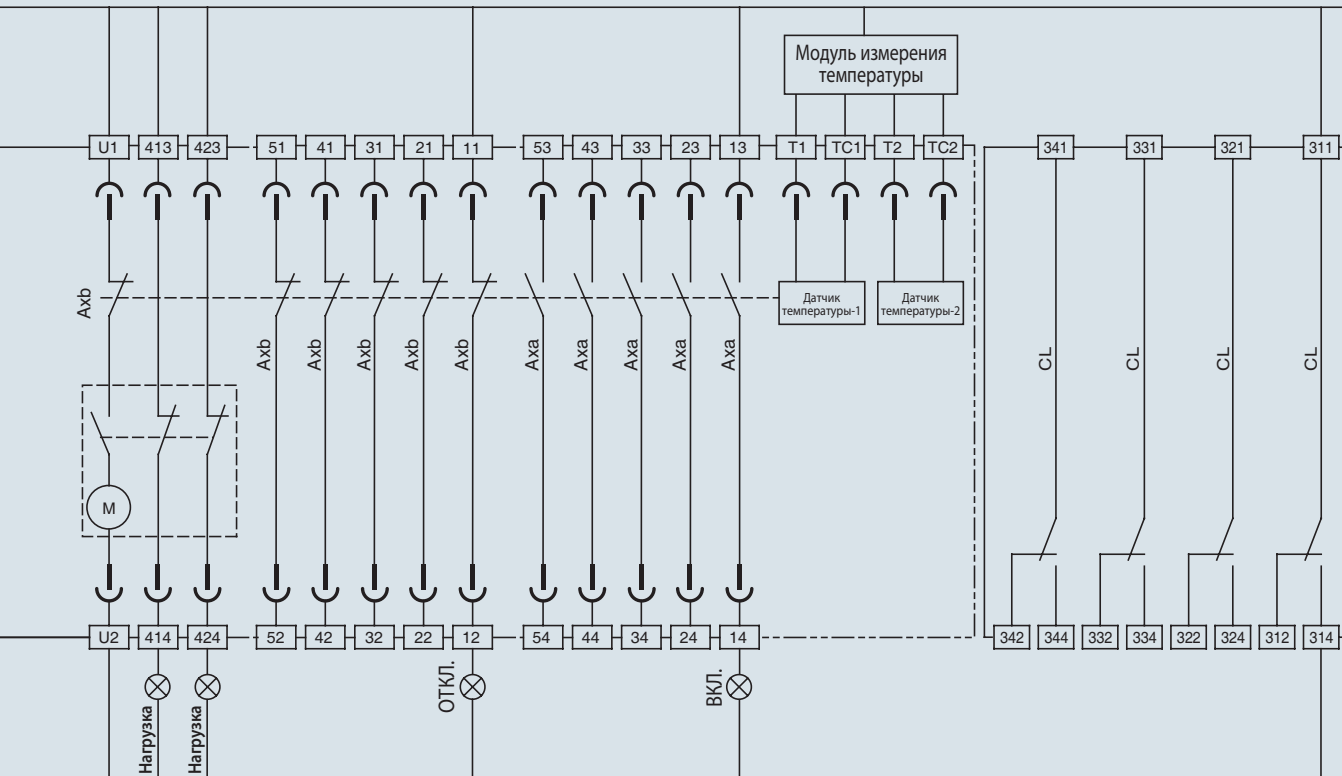 Модуль измерения
температуры
U1 413 423 51 41 31 21 11 53 43 33 23 13 T1 TC1 T2 TC2 341 331 321 311
Axb
Датчик
температуры-1
Датчик
температуры-2
Axb Axb Axb Axb Axb Axa Axa Axa Axa Axa CL CL CL CL
M
U2 414 424 52 42 32 22 12 54 44 34 24 14 342 344 332 334 322 324 312 314
ОТКЛ.
ВКЛ.
Нагрузка
Нагрузка